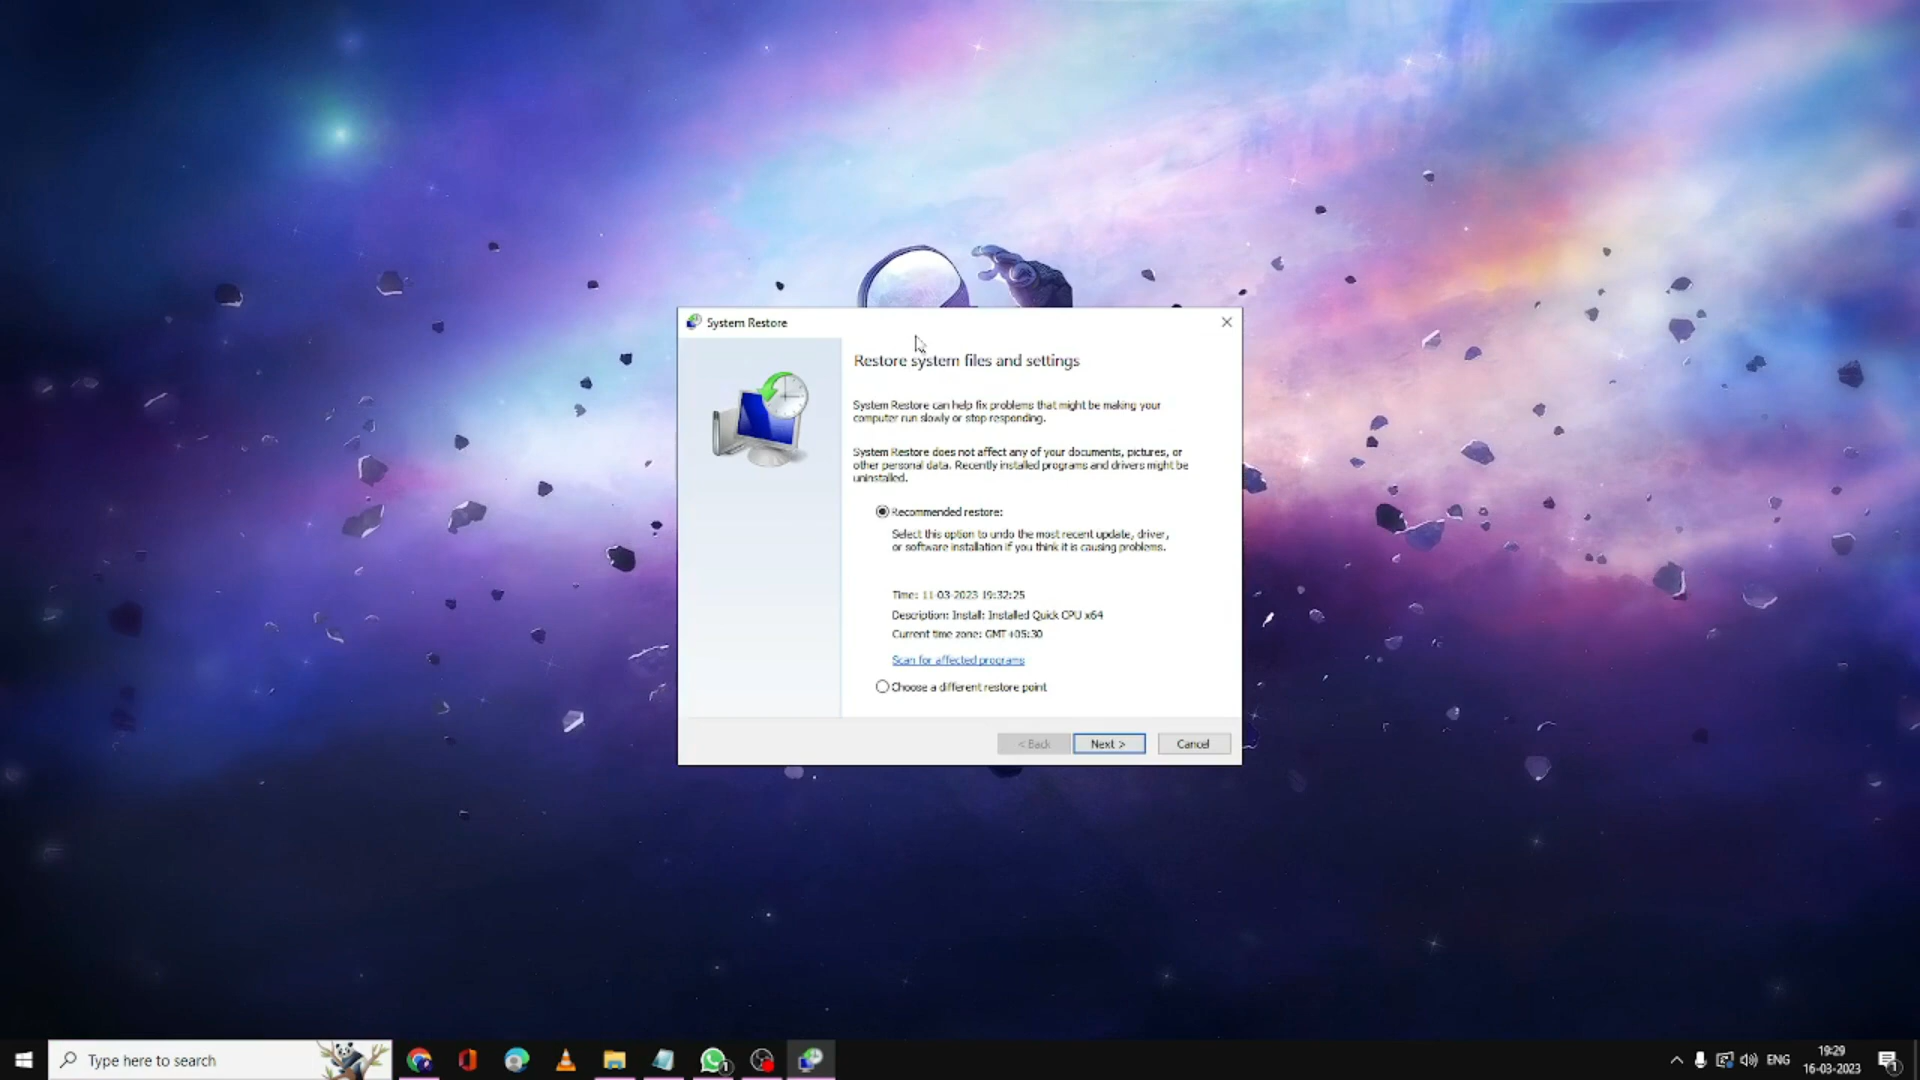 System Restore
Restore system files and settings
System Restore can help fix problems that might be making your
computer run slowly or stop responding.
System Restore does not affect any of your documents, pictures, or
other personal data. Recently installed programs and drivers might be
uninstalled.
Recommended restore:
Select this option to undo the most recent update, driver,
or software installation if you think it is causing problems.
Time: 11-03-2023 19:32:25
Description: Install: Installed Quick CPU x64
Current time zone: GMT +05:30
Scan for affected programs
Choose a different restore point
< Back
Next >
Cancel
Type here to search
1
ENG
19:29
16-03-2023
1